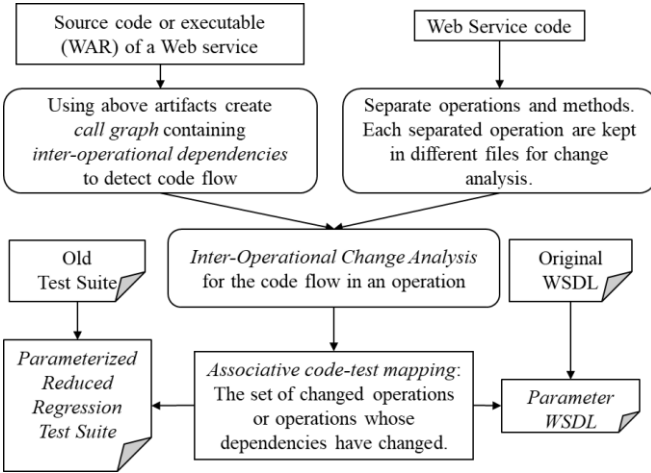 Source code or executable
(WAR) of a Web service
Web Service code
Using above artifacts create
call graph containing
inter-operational dependencies
to detect code flow
Separate operations and methods.
Each separated operation are kept
in different files for change
analysis.
Old
Test Suite
Inter-Operational Change Analysis
for the code flow in an operation
Original
WSDL
Parameterized
Reduced
Regression
Test Suite
Associative code-test mapping:
The set of changed operations
or operations whose
dependencies have changed.
Parameter
WSDL